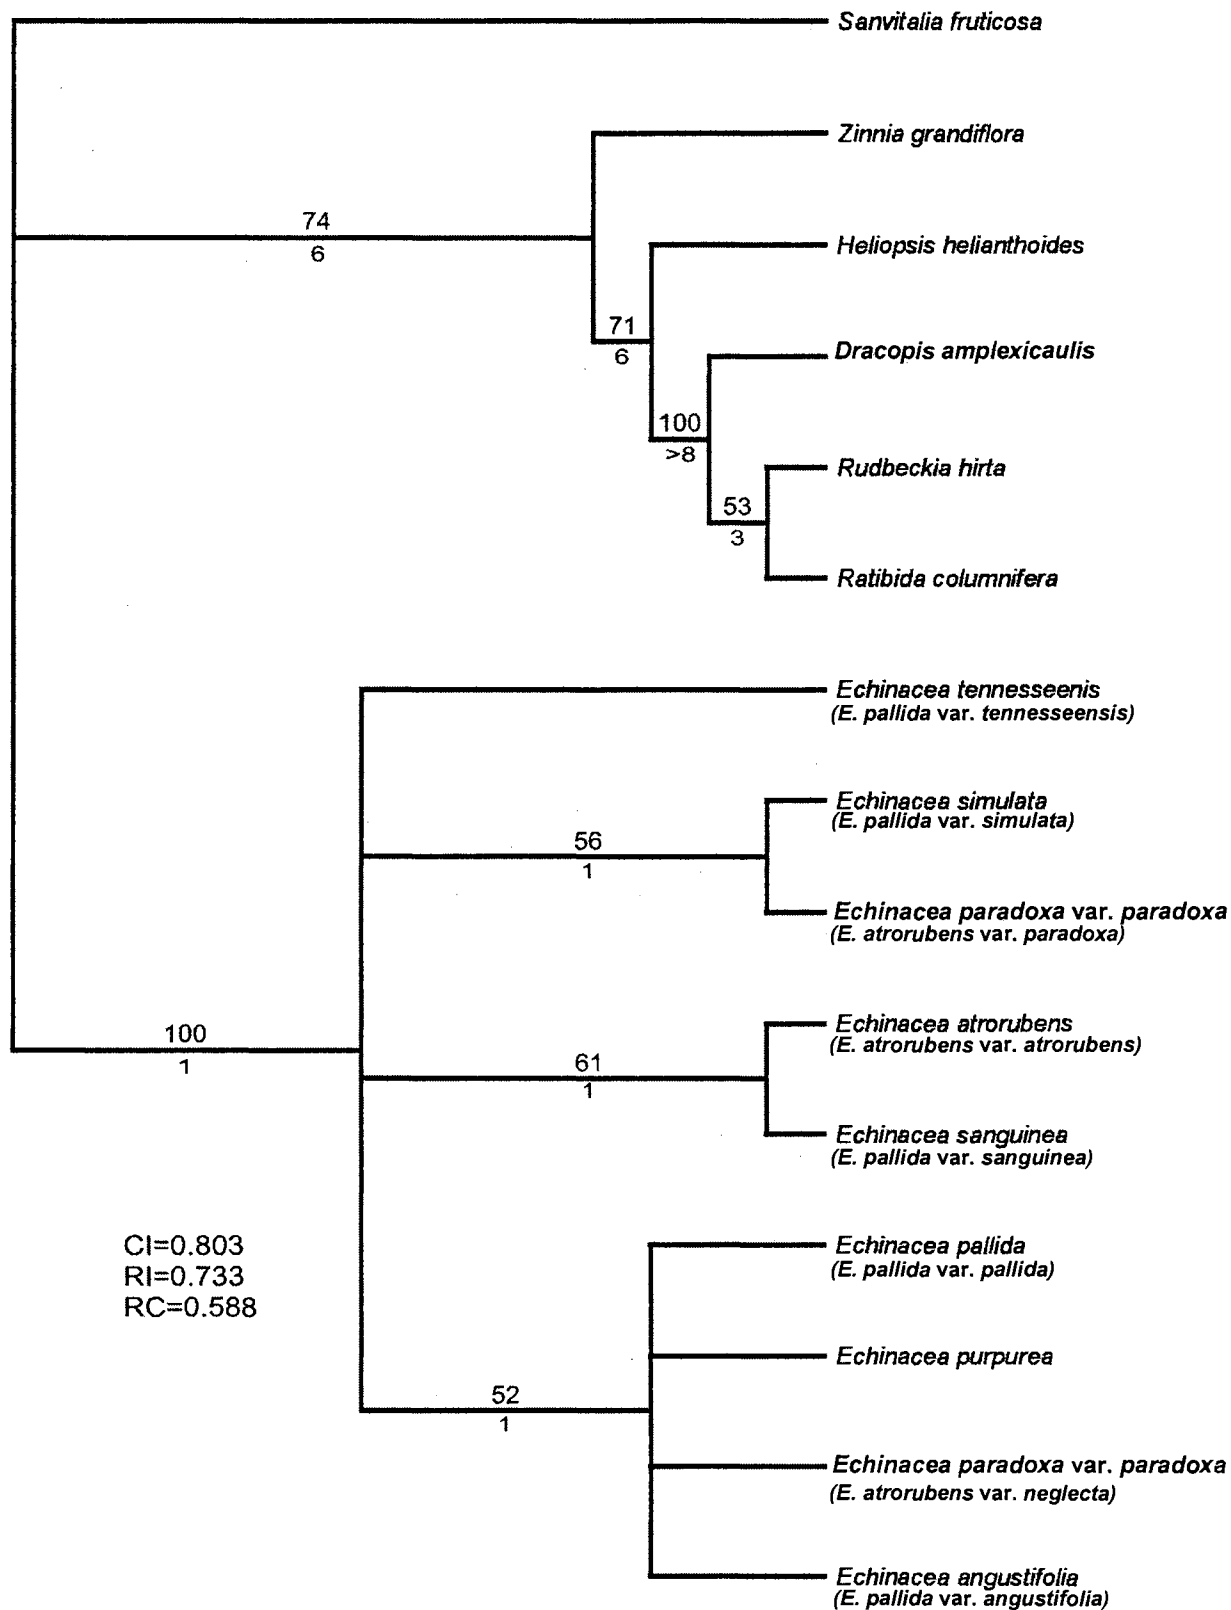 Sanvitalia fruticosa
Zinnia grandiflora
74
6
Heliopsis helianthoides
71
6
Dracopis amplexicaulis
100
>8
Rudbeckia hirta
53
3
Ratibida columnifera
Echinacea tennesseenis
(E. pallida var. tennesseensis)
Echinacea simulata
(E. pallida var. simulata)
56
1
Echinacea paradoxa var. paradoxa
(E. atrorubens var. paradoxa)
100
1
Echinacea atrorubens
(E. atrorubens var. atrorubens)
61
1
Echinacea sanguinea
(E. pallida var. sanguinea)
CI=0.803
RI=0.733
RC=0.588
Echinacea pallida
(E. pallida var. pallida)
Echinacea purpurea
52
1
Echinacea paradoxa var. paradoxa
(E. atrorubens var. neglecta)
Echinacea angustifolia
(E. pallida var. angustifolia)